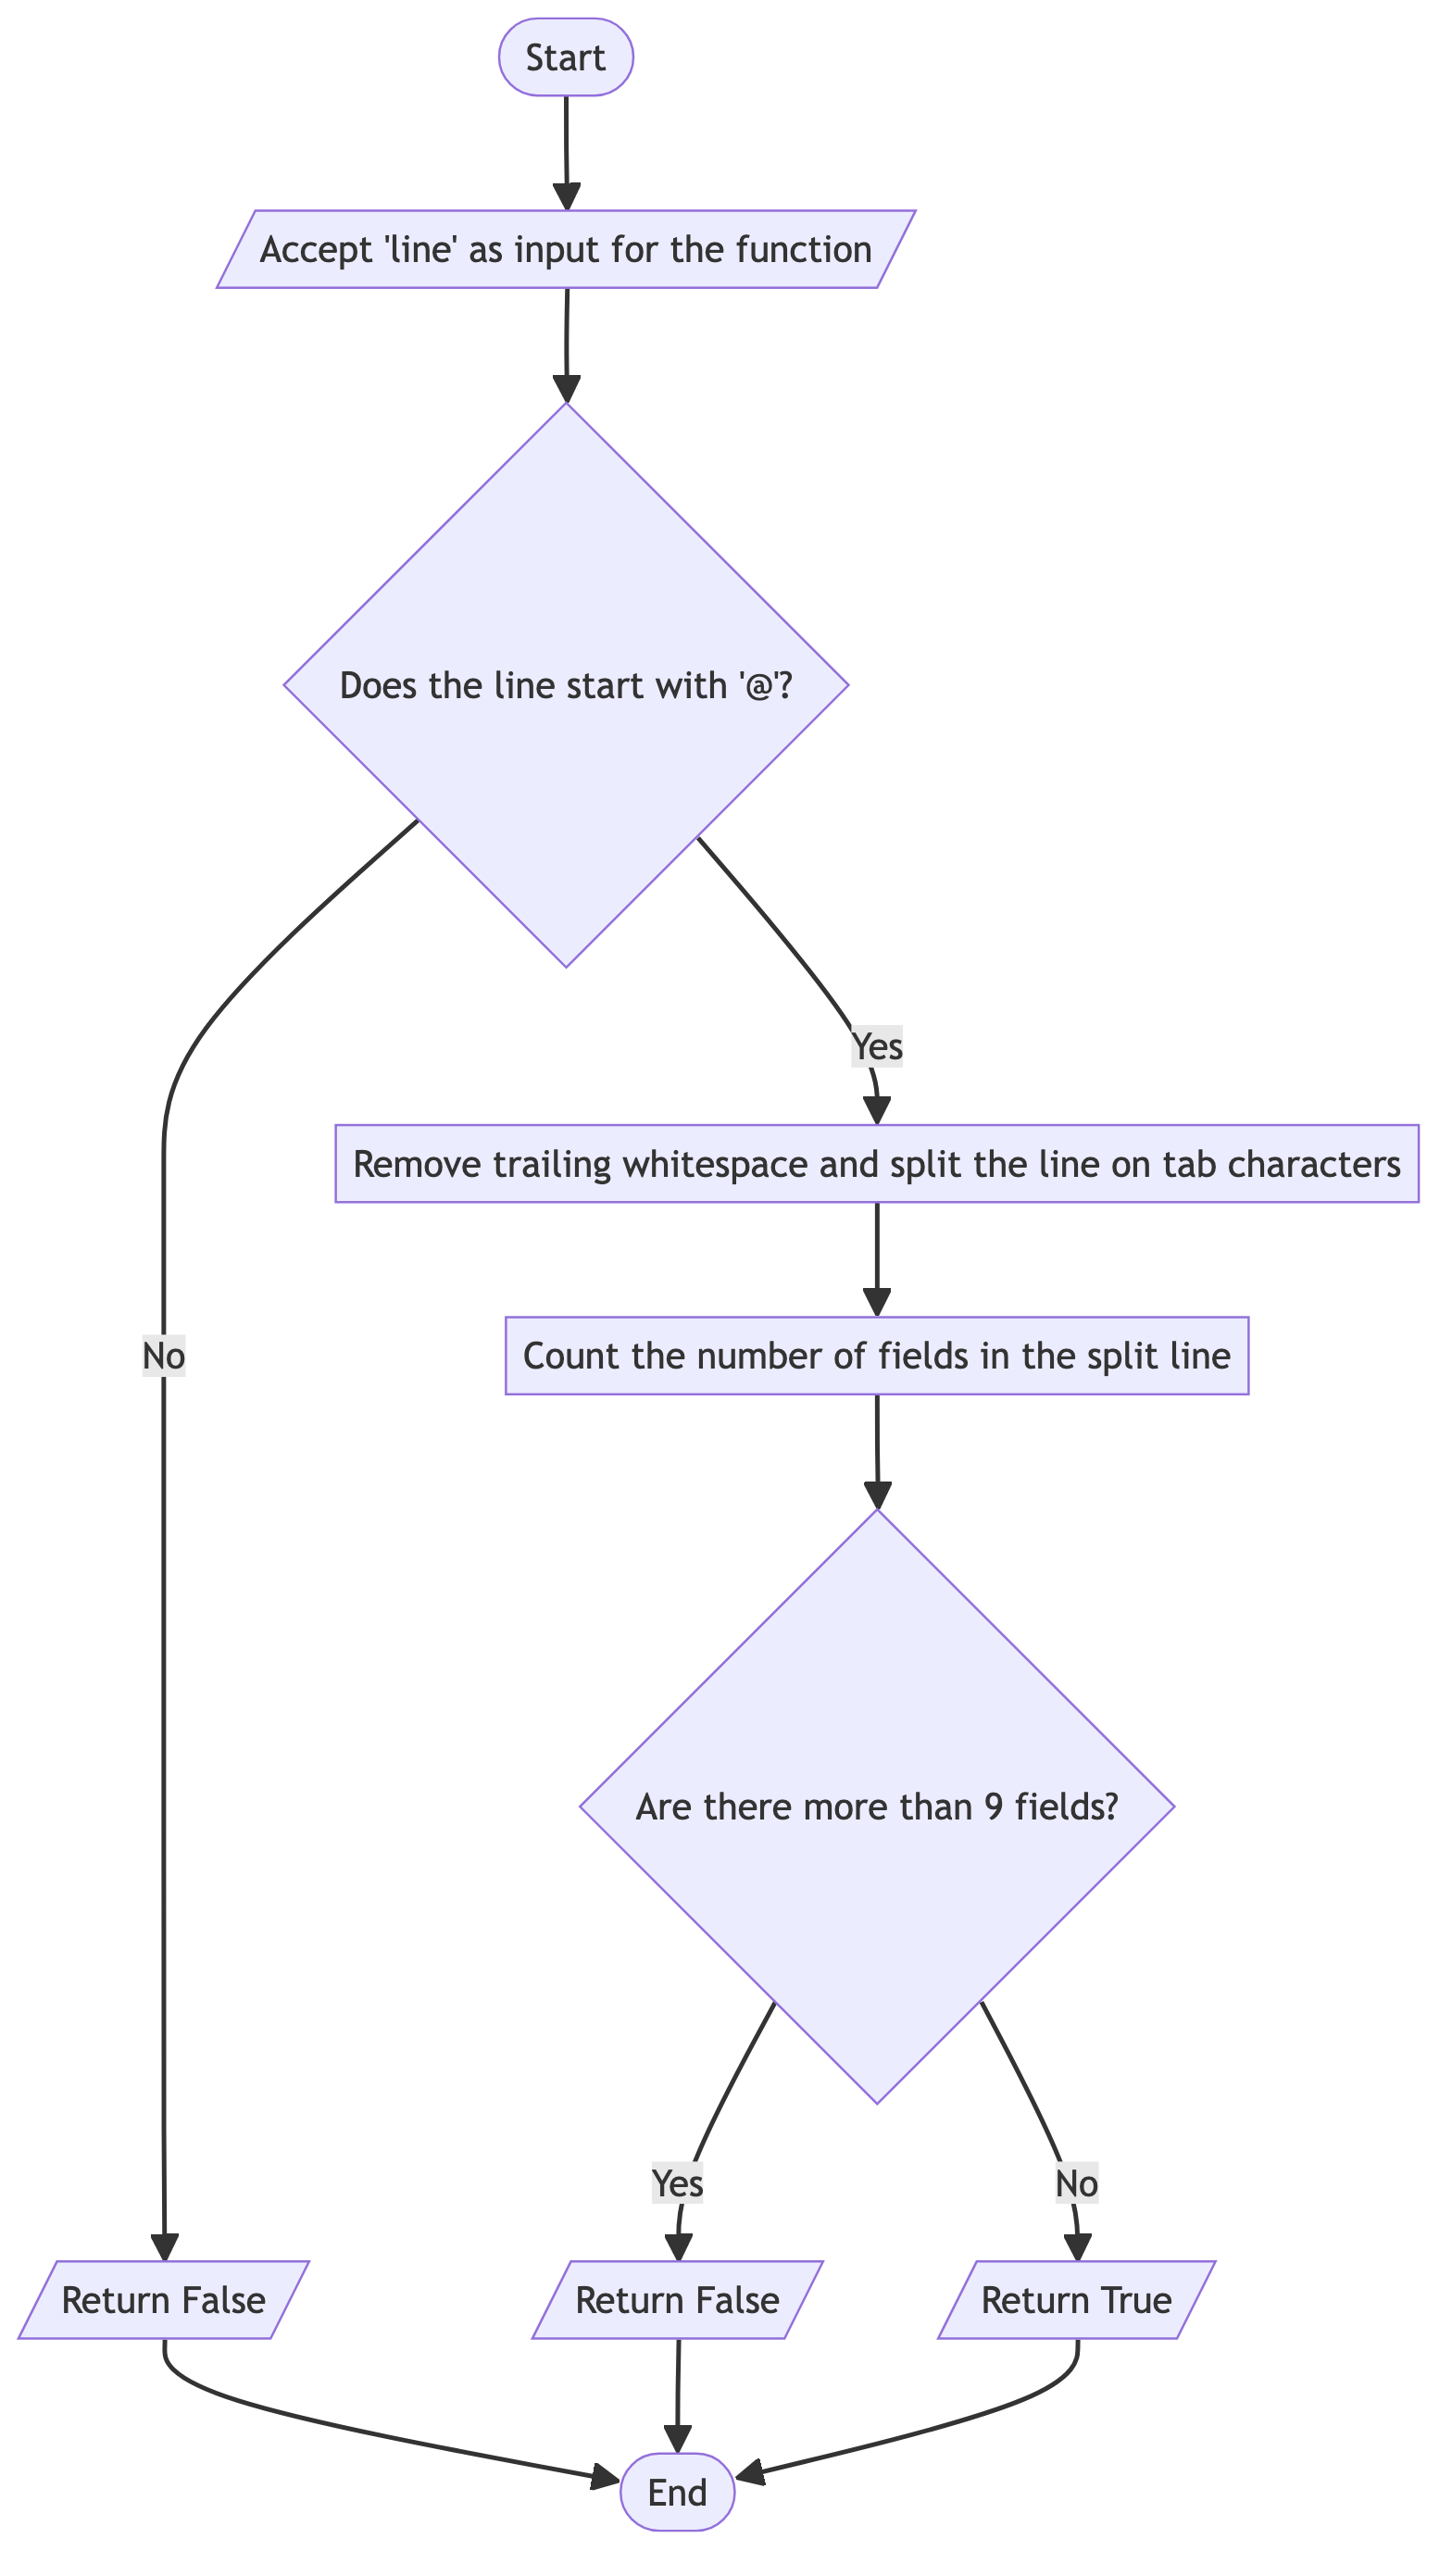 Start
Accept 'line' as input for the function
Does the line start with '@'?
Yes
Remove trailing whitespace and split the line on tab characters
No
Count the number of fields in the split line
Are there more than 9 fields?
Yes
No
Return False
Return False
Return True
End